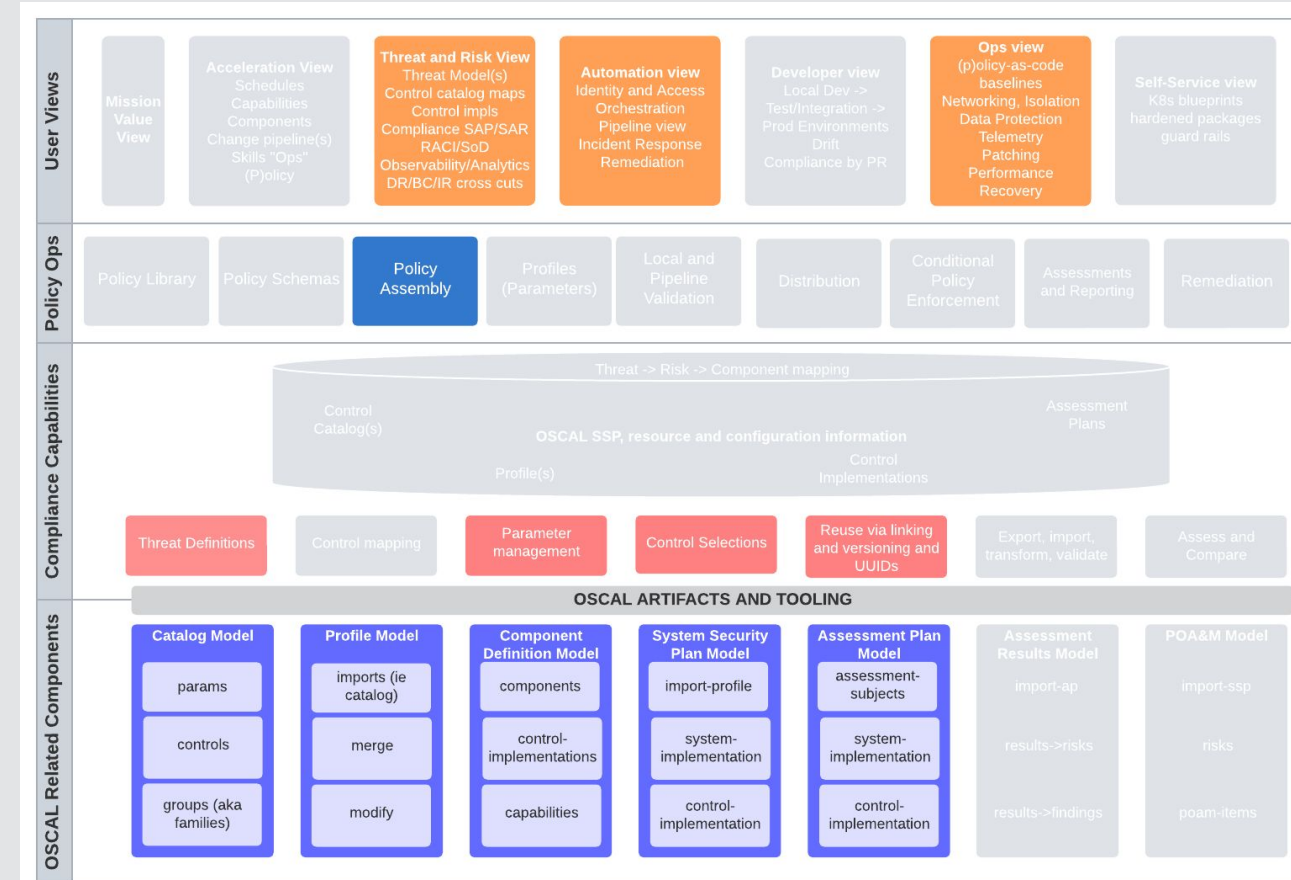 User Views
Mission
Value
View
Acceleration View
Schedules
Capabilities
Components
Change pipeline(s)
Skills "Ops"
(P)olicy
Threat and Risk View
Threat Model(s)
Control catalog maps
Control impls
Compliance SAP/SAR
RACI/SoD
Observability/Analytics
DR/BC/IR cross cuts
Automation view
Identity and Access
Orchestration
Pipeline view
Incident Response
Remediation
Developer view
Local Dev ->
Test/Integration ->
Prod Environments
Drift
Compliance by PR
Ops view
(p)olicy-as-code
baselines
Networking, Isolation
Data Protection
Telemetry
Patching
Performance
Recovery
Self-Service view
K8s blueprints
hardened packages
guard rails
Policy Ops
Policy Library
Policy Schemas
Policy
Assembly
Profiles
(Parameters)
Local and
Pipeline
Validation
Distribution
Conditional
Policy
Enforcement
Assessments
and Reporting
Remediation
Compliance Capabilities
Threat -> Risk -> Component mapping
Control
Catalog(s)
Assessment
Plans
OSCAL SSP, resource and configuration information
Profile(s)
Control
Implementations
Threat Definitions
Control mapping
Parameter
management
Control Selections
Reuse via linking
and versioning and
UUIDs
Export, import,
transform, validate
Assess and
Compare
OSCAL ARTIFACTS AND TOOLING
OSCAL Related Components
Catalog Model
params
controls
groups (aka
families)
Profile Model
imports (ie
catalog)
merge
modify
Component
Definition Model
components
control-
implementations
capabilities
System Security
Plan Model
import-profile
system-
implementation
control-
implementation
Assessment Plan
Model
assessment-
subjects
system-
implementation
control-
implementation
Assessment
Results Model
import-ap
results->risks
results->findings
POA&M Model
import-ssp
risks
poam-items